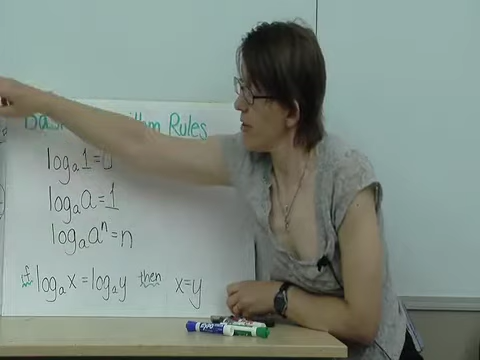 Rules
logₐ1=0
logₐa=1
logₐaⁿ=n
If logₐx=logₐy then x=y